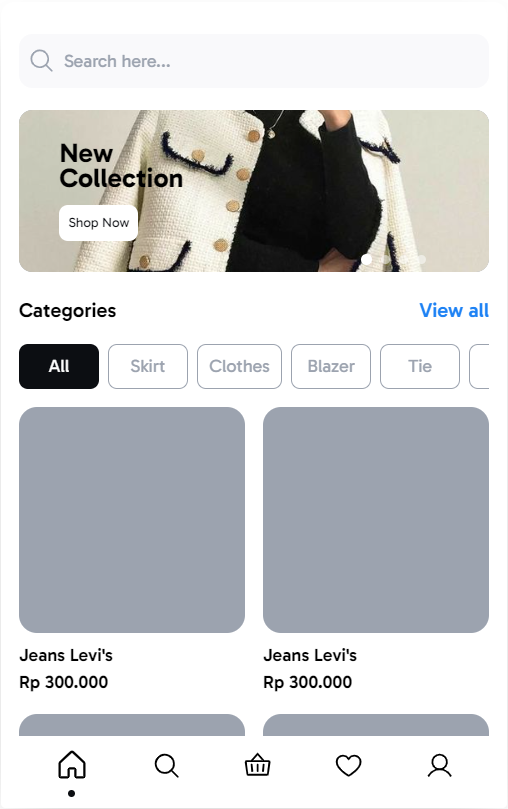 Search here...
New
Collection
Shop Now
Categories
View all
All
Skirt
Clothes
Blazer
Tie
Jeans Levi's
Jeans Levi's
Rp 300.000
Rp 300.000